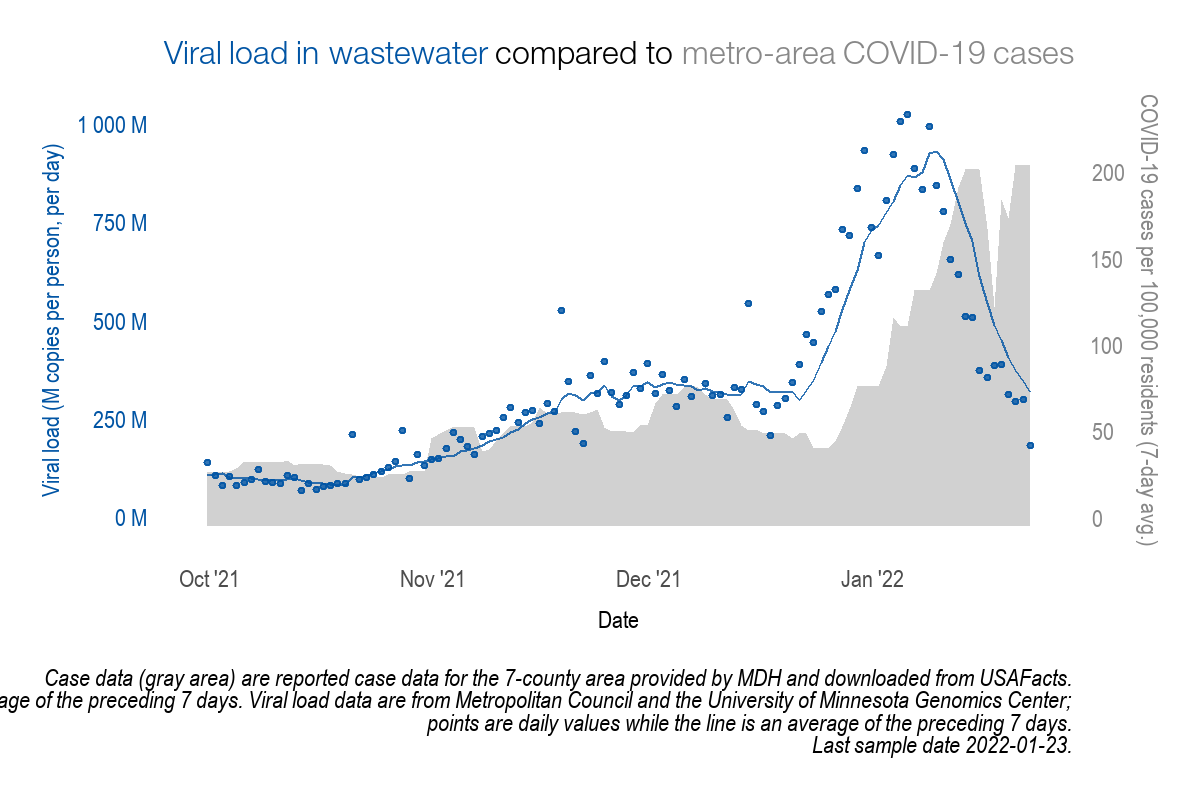 Viral load in wastewater compared to metro-area COVID-19 cases
Viral load (M copies per person, per day)
1 000 M
750 M
500 M
250 M
0 M
COVID-19 cases per 100,000 residents (7-day avg.)
200
150
100
50
0
Oct '21
Nov '21
Dec '21
Jan '22
Date
Case data (gray area) are reported case data for the 7-county area provided by MDH and downloaded from USAFacts.
age of the preceding 7 days. Viral load data are from Metropolitan Council and the University of Minnesota Genomics Center;
points are daily values while the line is an average of the preceding 7 days.
Last sample date 2022-01-23.